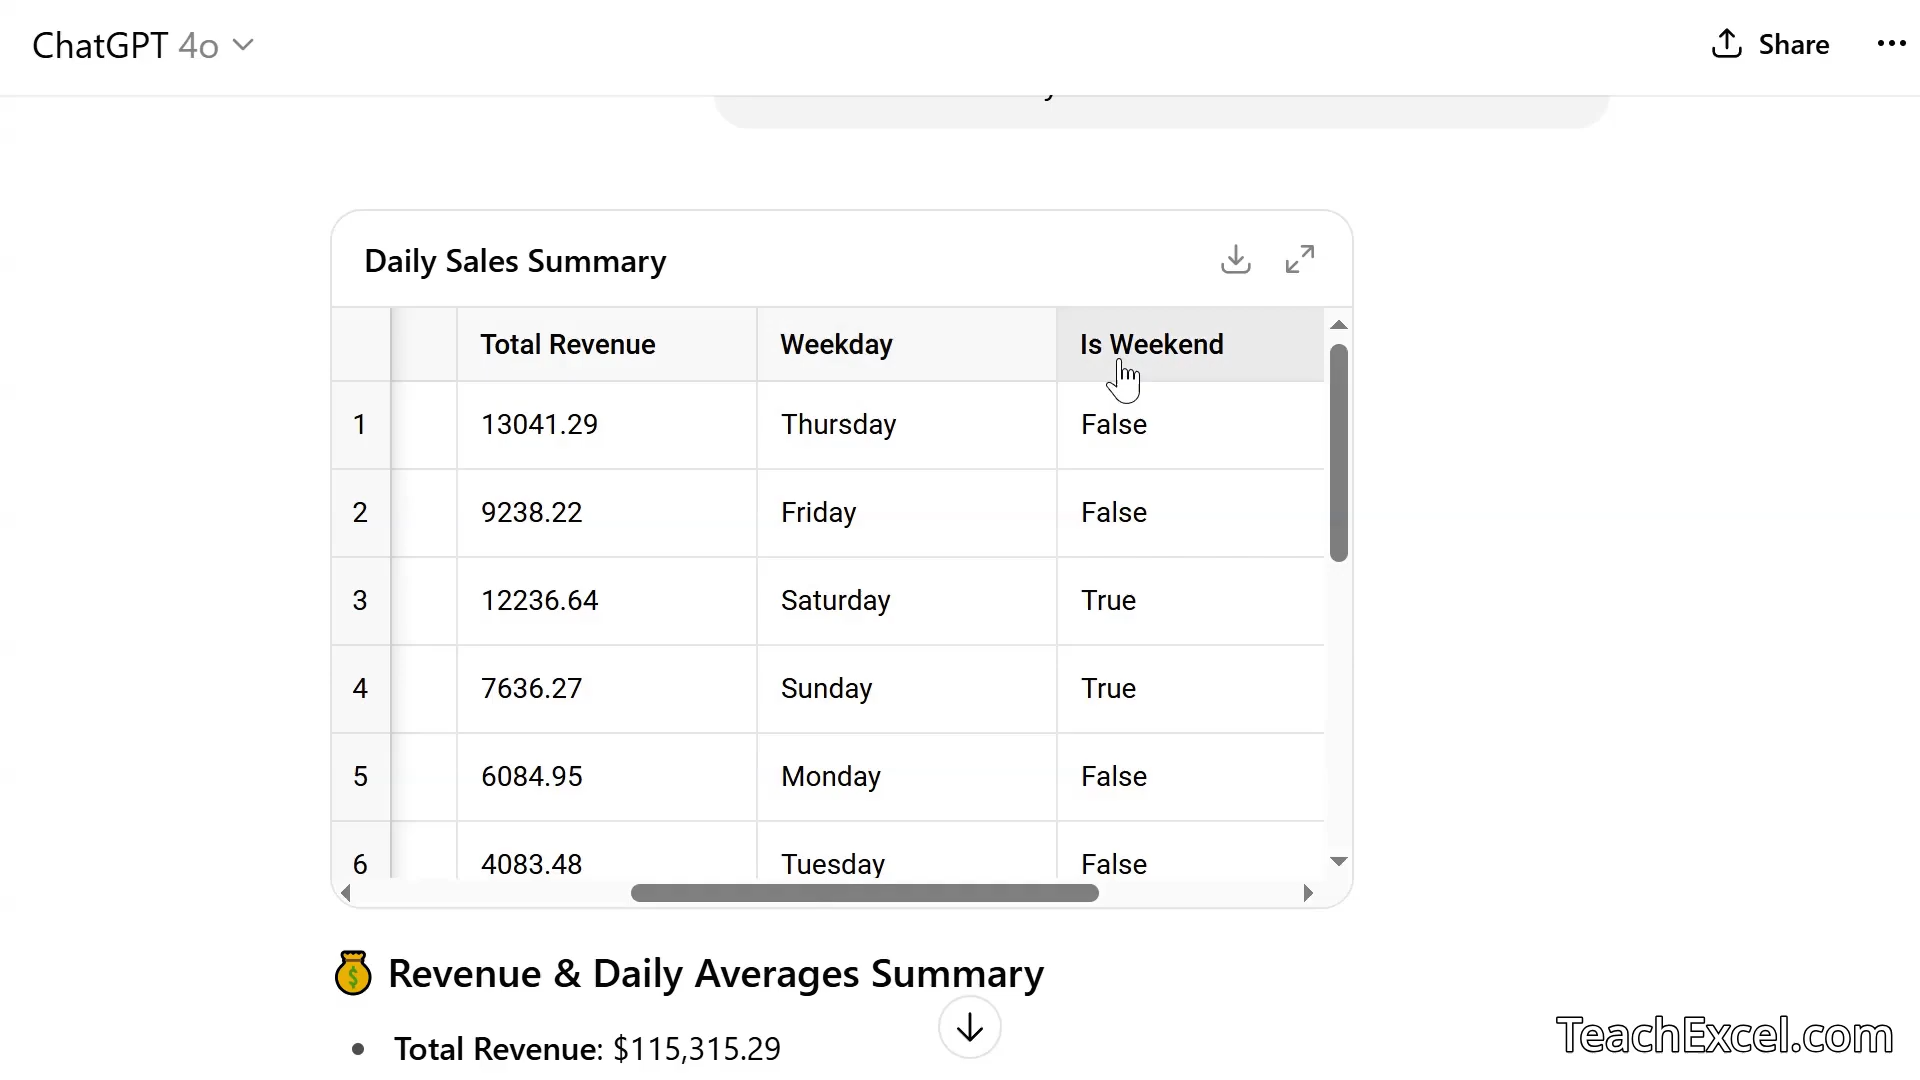 ChatGPT 4o
Share
Daily Sales Summary
Total Revenue Weekday Is Weekend
1 13041.29 Thursday False
2 9238.22 Friday False
3 12236.64 Saturday True
4 7636.27 Sunday True
5 6084.95 Monday False
6 4083.48 Tuesday False
Revenue & Daily Averages Summary
• Total Revenue: $115,315.29
TeachExcel.com